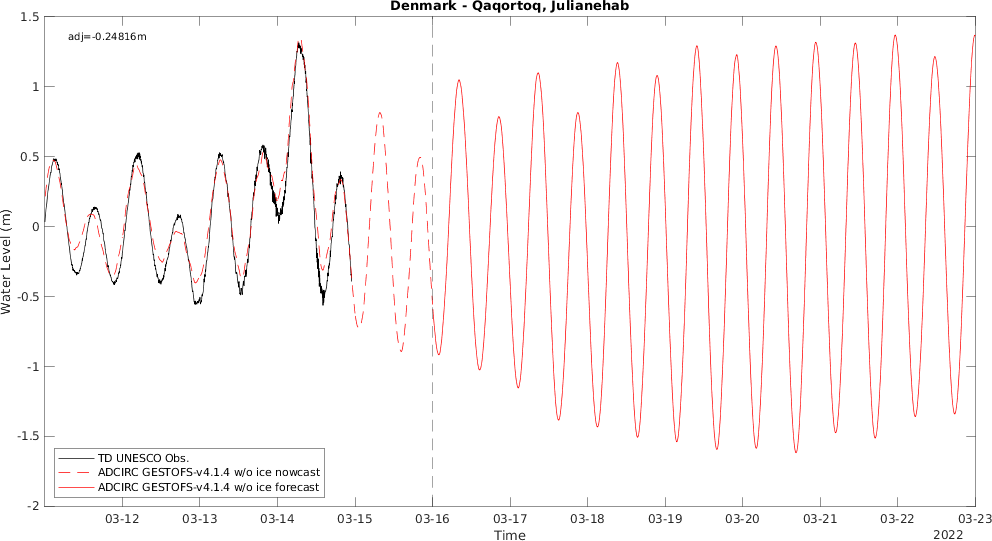 Denmark - Qaqortoq, Julianehab
adj=-0.24816m
1.5
1
0.5
0
-0.5
-1
-1.5
-2
Water Level (m)
TD UNESCO Obs.
ADCIRC GESTOFS-v4.1.4 w/o ice nowcast
ADCIRC GESTOFS-v4.1.4 w/o ice forecast
03-12 03-13 03-14 03-15 03-16 03-17 03-18 03-19 03-20 03-21 03-22 03-23
Time
2022